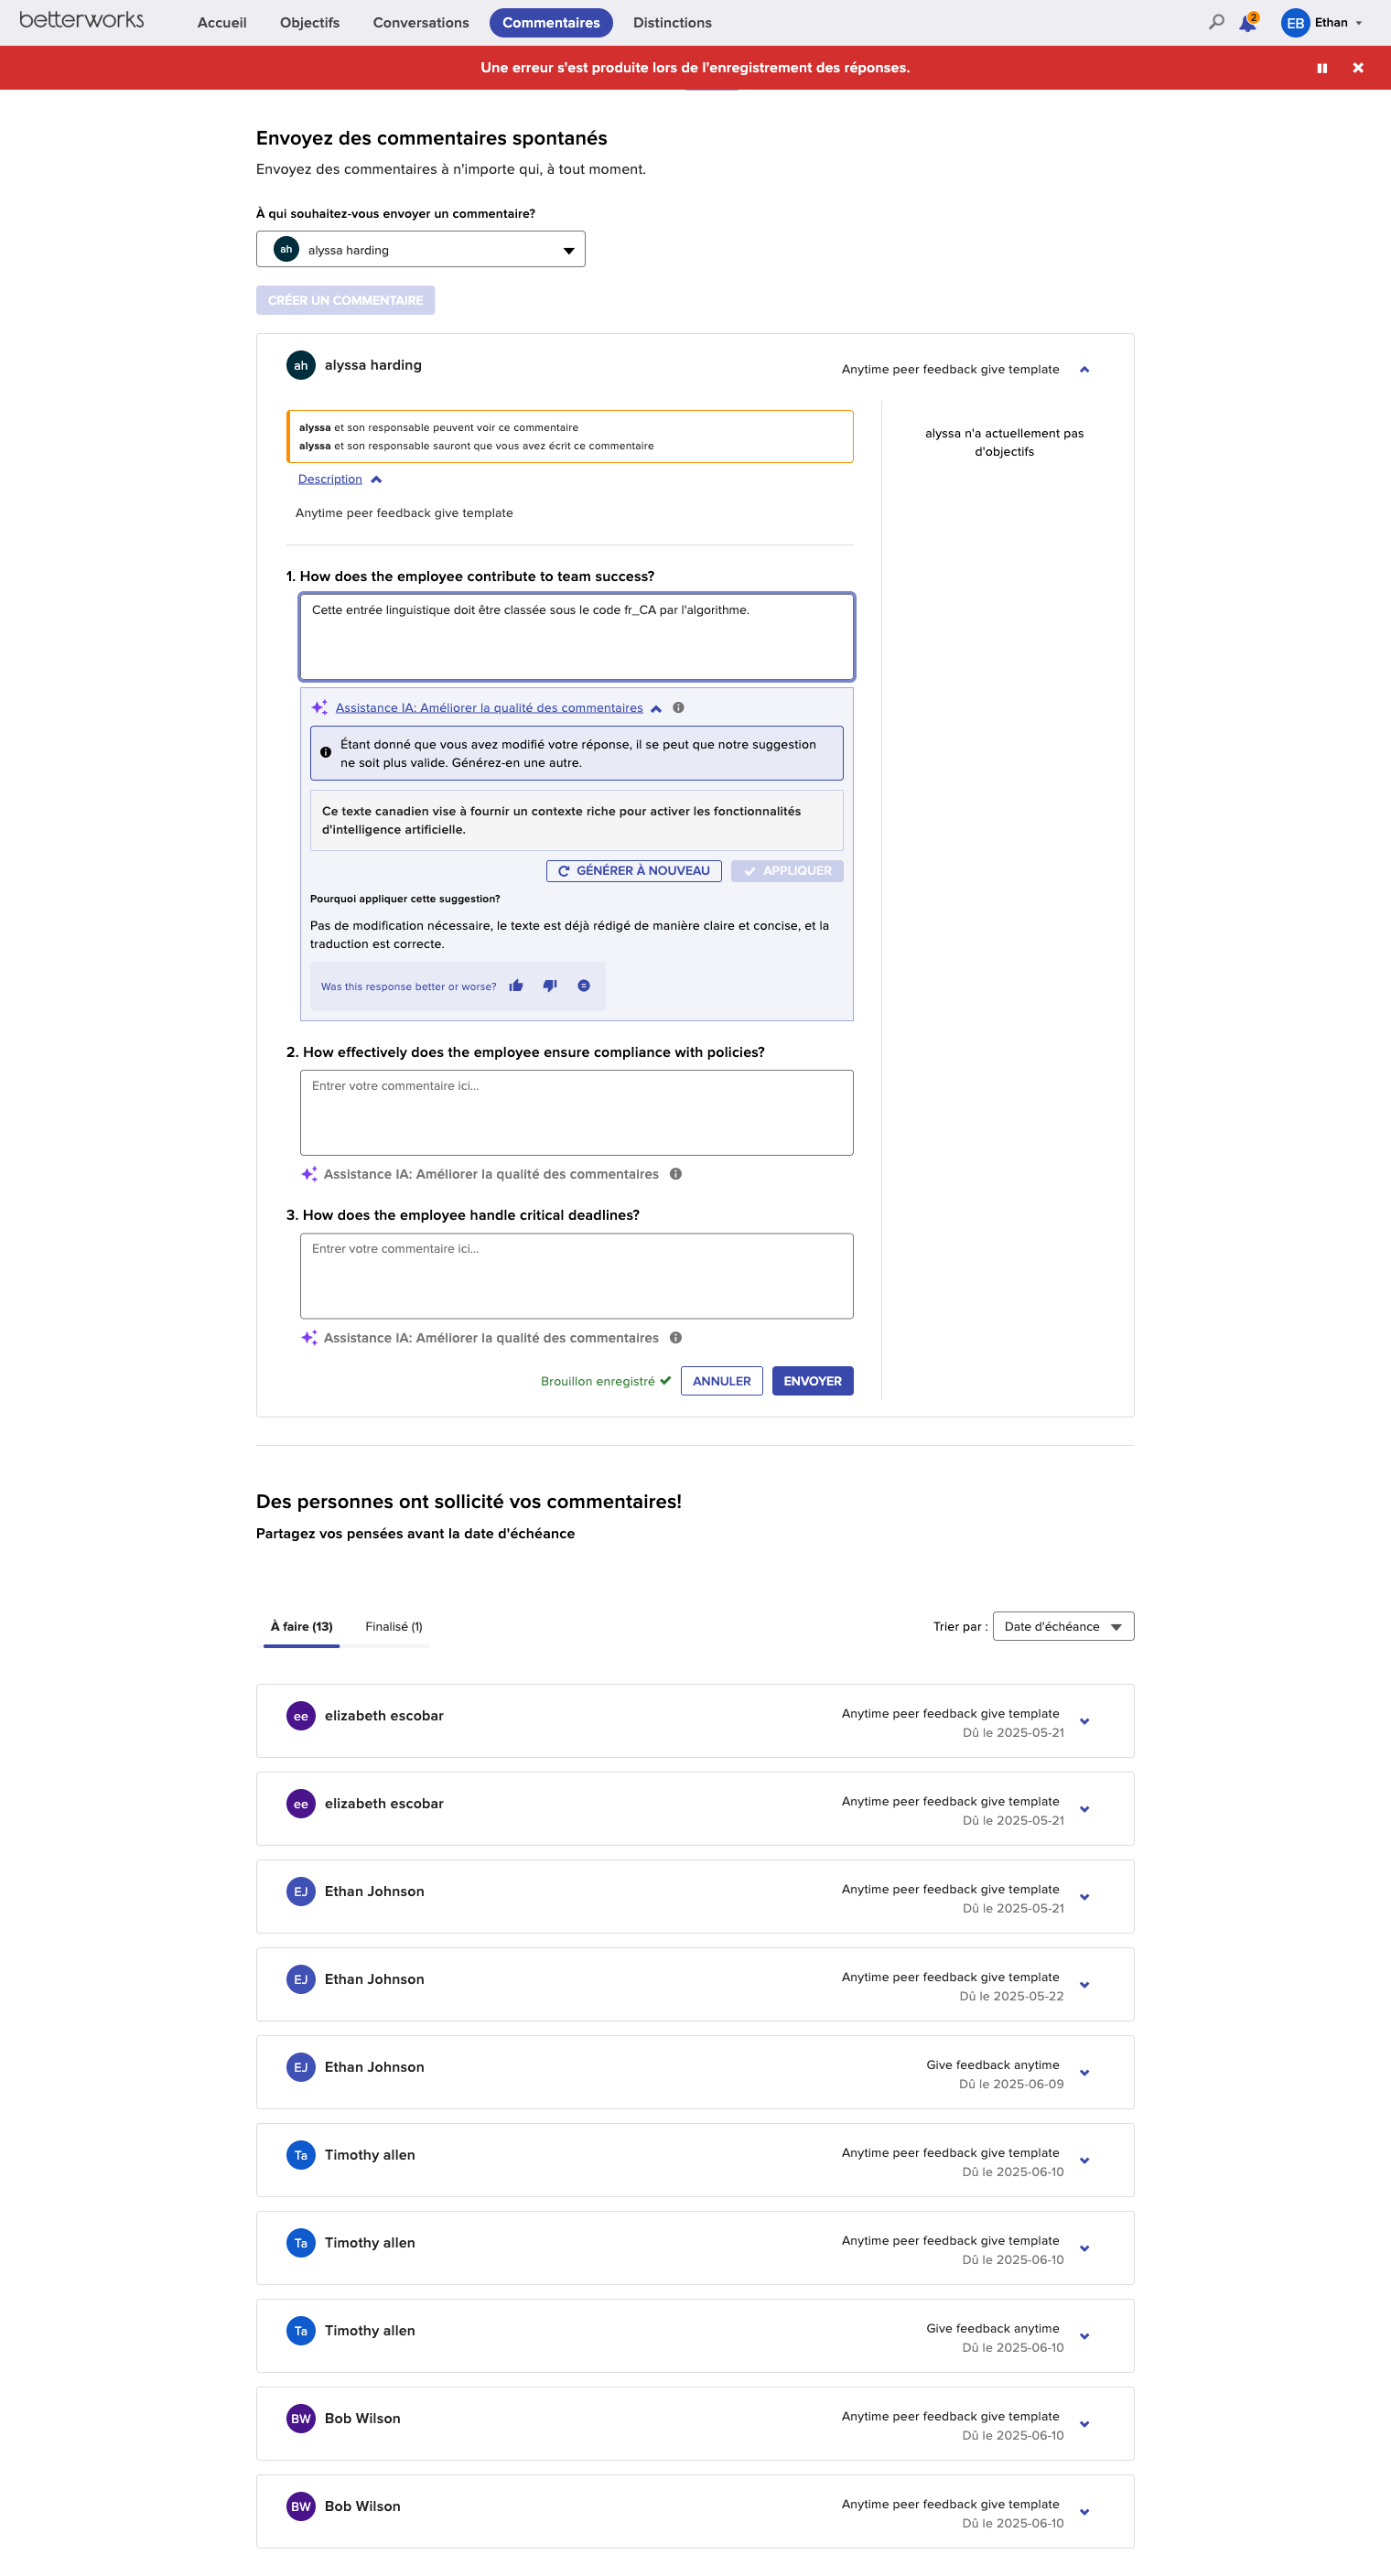 betterworks
Accueil
Objectifs
Conversations
Commentaires
Distinctions
2
EB
Ethan
Une erreur s'est produite lors de l'enregistrement des réponses.
Envoyez des commentaires spontanés
Envoyez des commentaires à n'importe qui, à tout moment.
À qui souhaitez-vous envoyer un commentaire?
ah alyssa harding
CRÉER UN COMMENTAIRE
ah alyssa harding
Anytime peer feedback give template
alyssa et son responsable peuvent voir ce commentaire
alyssa et son responsable sauront que vous avez écrit ce commentaire
alyssa n'a actuellement pas
d'objectifs
Description
Anytime peer feedback give template
1. How does the employee contribute to team success?
Cette entrée linguistique doit être classée sous le code fr_CA par l'algorithme.
Assistance IA: Améliorer la qualité des commentaires
Étant donné que vous avez modifié votre réponse, il se peut que notre suggestion
ne soit plus valide. Générez-en une autre.
Ce texte canadien vise à fournir un contexte riche pour activer les fonctionnalités
d'intelligence artificielle.
GÉNÉRER À NOUVEAU
APPLIQUER
Pourquoi appliquer cette suggestion?
Pas de modification nécessaire, le texte est déjà rédigé de manière claire et concise, et la
traduction est correcte.
Was this response better or worse?
2. How effectively does the employee ensure compliance with policies?
Entrer votre commentaire ici...
Assistance IA: Améliorer la qualité des commentaires
3. How does the employee handle critical deadlines?
Entrer votre commentaire ici...
Assistance IA: Améliorer la qualité des commentaires
Brouillon enregistré
ANNULER
ENVOYER
Des personnes ont sollicité vos commentaires!
Partagez vos pensées avant la date d'échéance
À faire (13)
Finalisé (1)
Trier par :
Date d'échéance
ee elizabeth escobar
Anytime peer feedback give template
Dû le 2025-05-21
ee elizabeth escobar
Anytime peer feedback give template
Dû le 2025-05-21
EJ Ethan Johnson
Anytime peer feedback give template
Dû le 2025-05-21
EJ Ethan Johnson
Anytime peer feedback give template
Dû le 2025-05-22
EJ Ethan Johnson
Give feedback anytime
Dû le 2025-06-09
Ta Timothy allen
Anytime peer feedback give template
Dû le 2025-06-10
Ta Timothy allen
Anytime peer feedback give template
Dû le 2025-06-10
Ta Timothy allen
Give feedback anytime
Dû le 2025-06-10
BW Bob Wilson
Anytime peer feedback give template
Dû le 2025-06-10
BW Bob Wilson
Anytime peer feedback give template
Dû le 2025-06-10